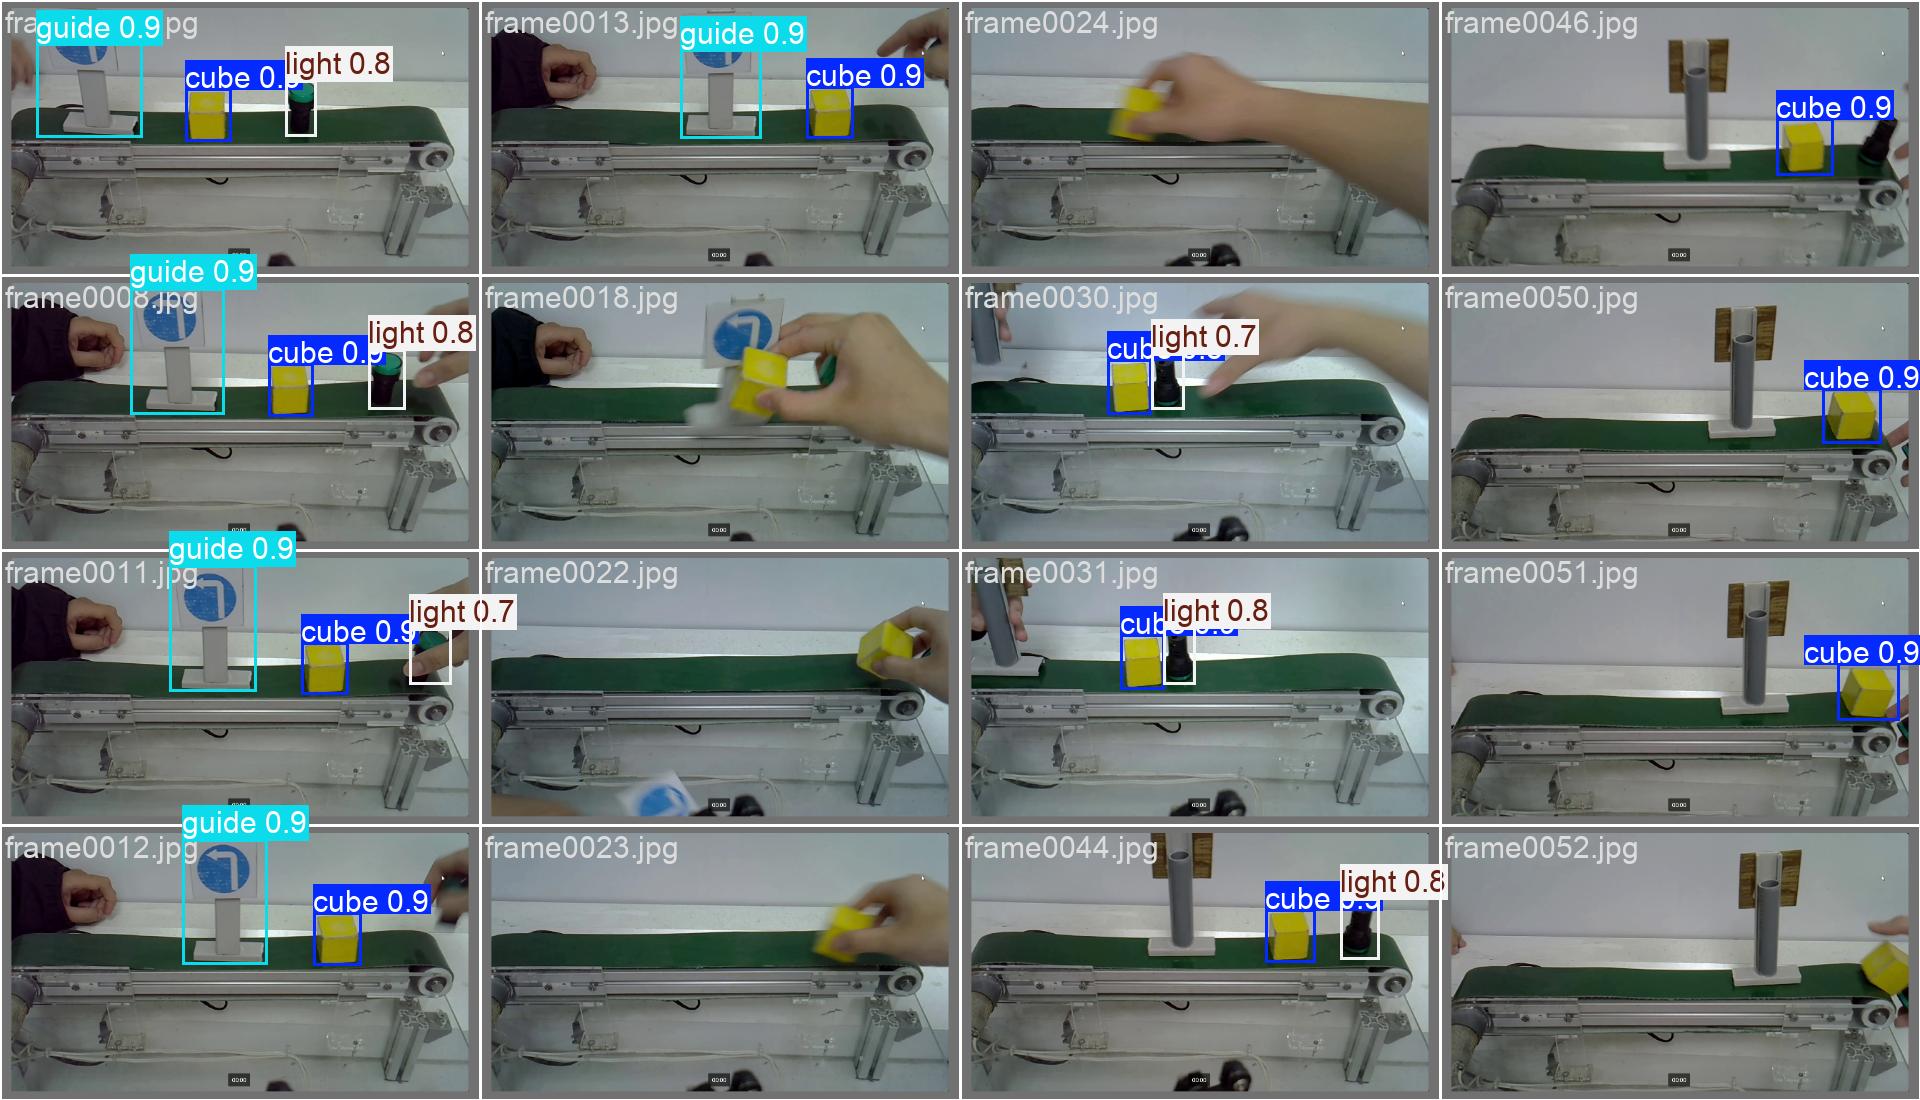 guide 0.9
light 0.8
cube 0.
frame0013.jpg
guide 0.9
cube 0.9
frame0024.jpg
frame0046.jpg
cube 0.9
guide 0.9
frame0008.jpg
light 0.8
cube 0.9
frame0018.jpg
frame0030.jpg
light 0.7
frame0050.jpg
cube 0.9
guide 0.9
frame0011.jpg
light 0.7
cube 0.9
frame0022.jpg
frame0031.jpg
light 0.8
frame0051.jpg
cube 0.9
guide 0.9
frame0012.jpg
cube 0.9
frame0023.jpg
frame0044.jpg
light 0.8
cube
frame0052.jpg